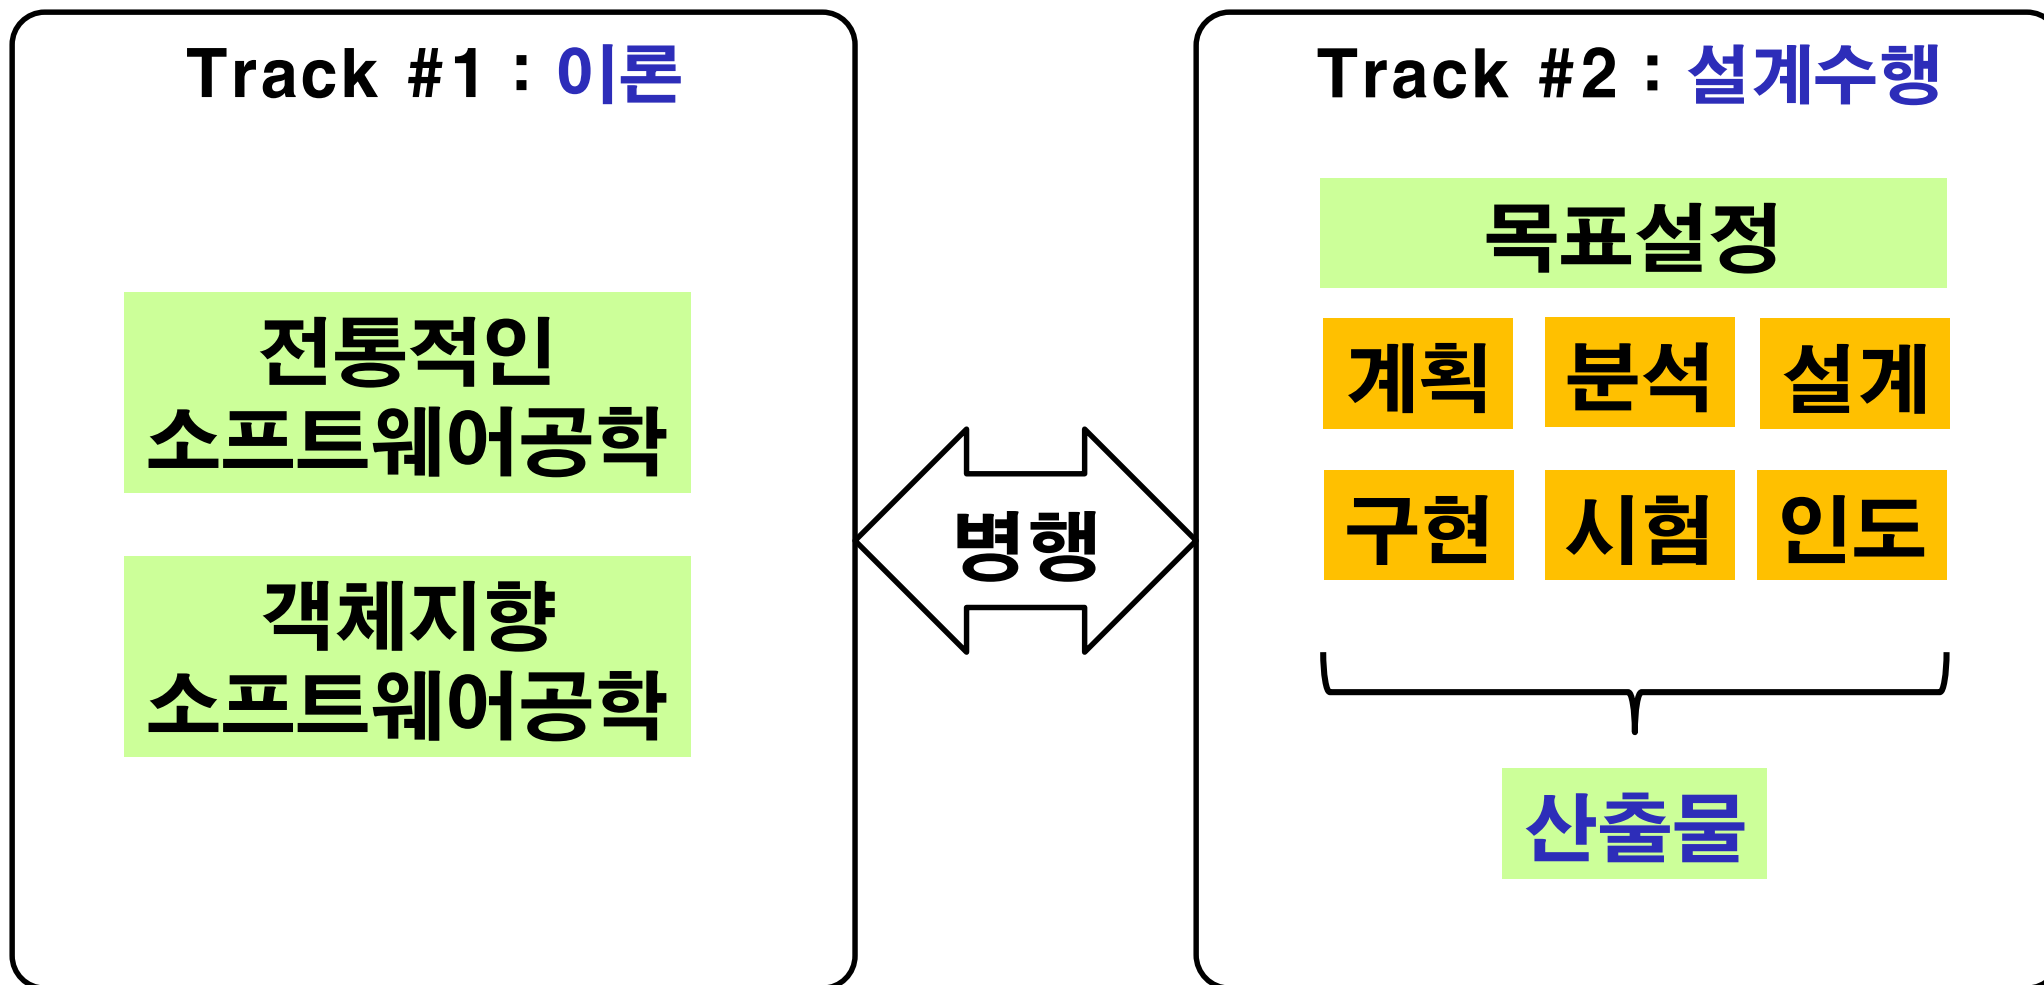 Track #1 : 이론
전통적인
소프트웨어공학
객체지향
소프트웨어공학
병행
Track #2 : 설계수행
목표설정
계획 분석 설계
구현 시험 인도
산출물